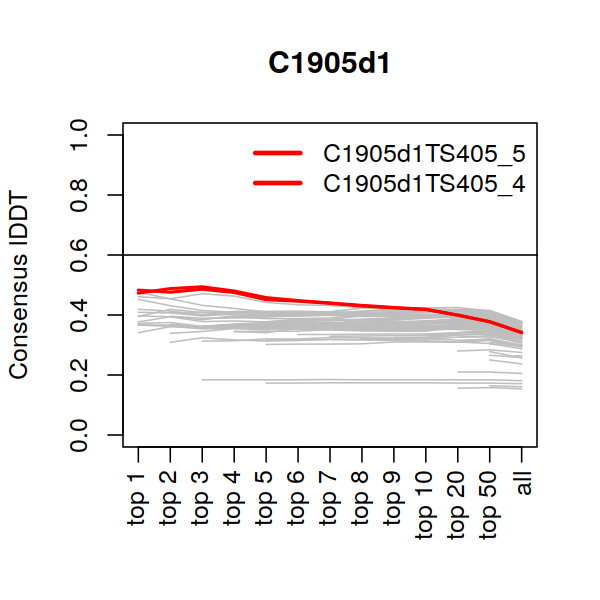 C1905d1
C1905d1TS405_5
C1905d1TS405_4
Consensus lDDT
1.0
0.8
0.6
0.4
0.2
0.0
top 1
top 2
top 3
top 4
top 5
top 6
top 7
top 8
top 9
top 10
top 20
top 50
all